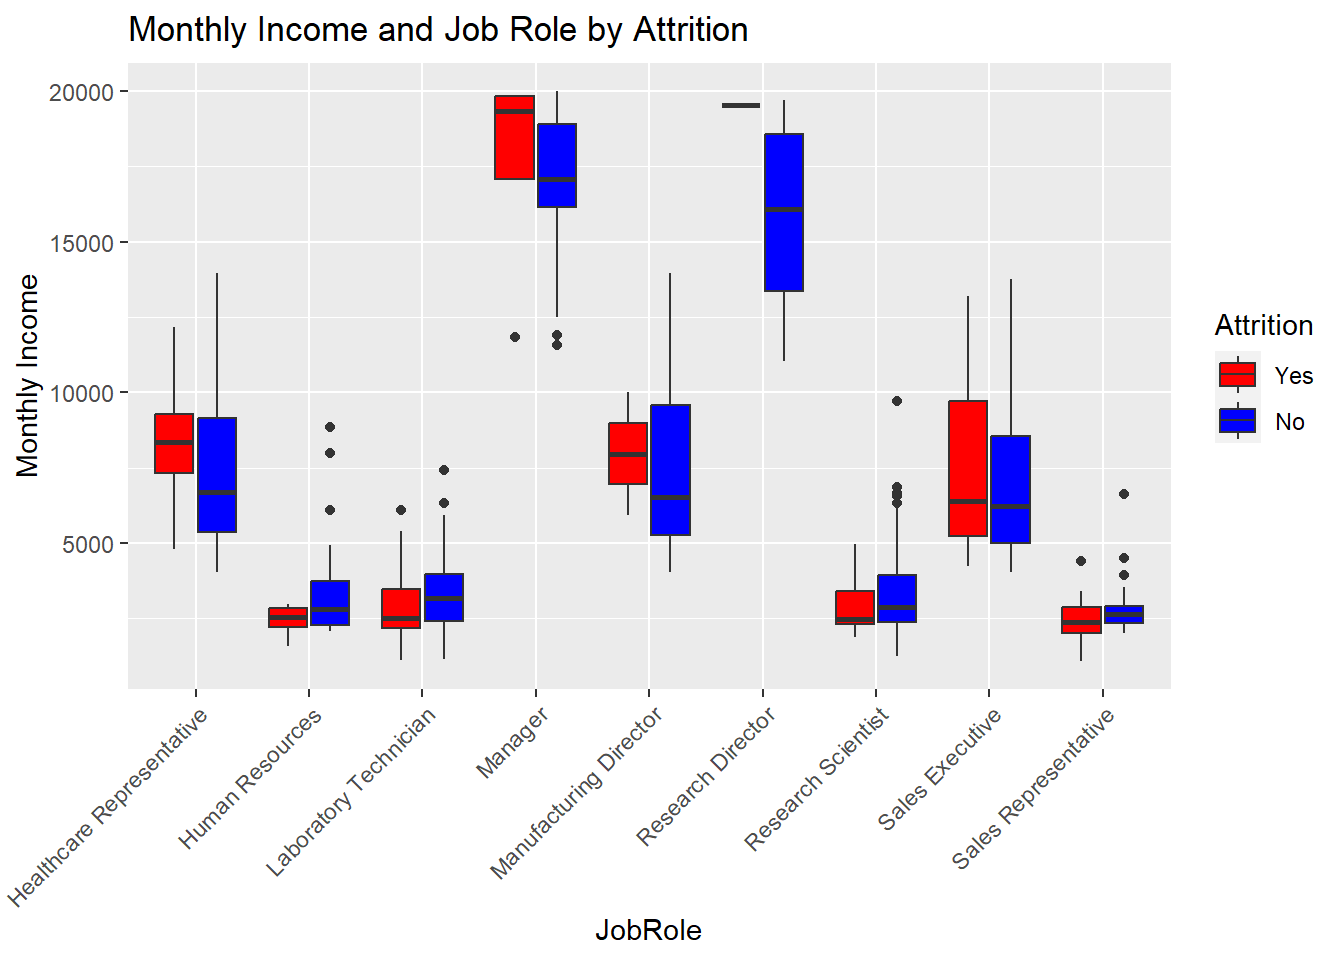 Monthly Income and Job Role by Attrition
Monthly Income
20000
15000
10000
5000
Healthcare Representative
Human Resources
Laboratory Technician
Manager
Manufacturing Director
Research Director
Research Scientist
Sales Executive
Sales Representative
JobRole
Attrition
Yes
No